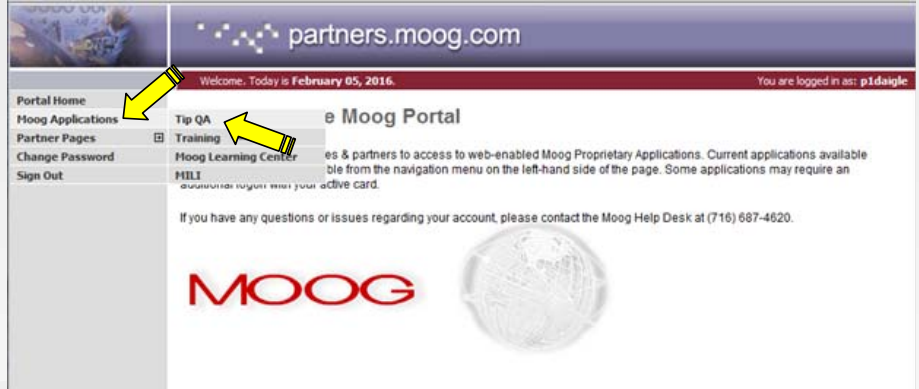 partners.moog.com
Welcome. Today is February 05, 2016.
You are logged in as: p1daigle
Portal Home
Moog Applications
Partner Pages
Change Password
Sign Out
Tip QA
Training
Moog Learning Center
MILI
e Moog Portal
es & partners to access to web-enabled Moog Proprietary Applications. Current applications available
ble from the navigation menu on the left-hand side of the page. Some applications may require an
additional logon with your active card.
If you have any questions or issues regarding your account, please contact the Moog Help Desk at (716) 687-4620.
MOOG